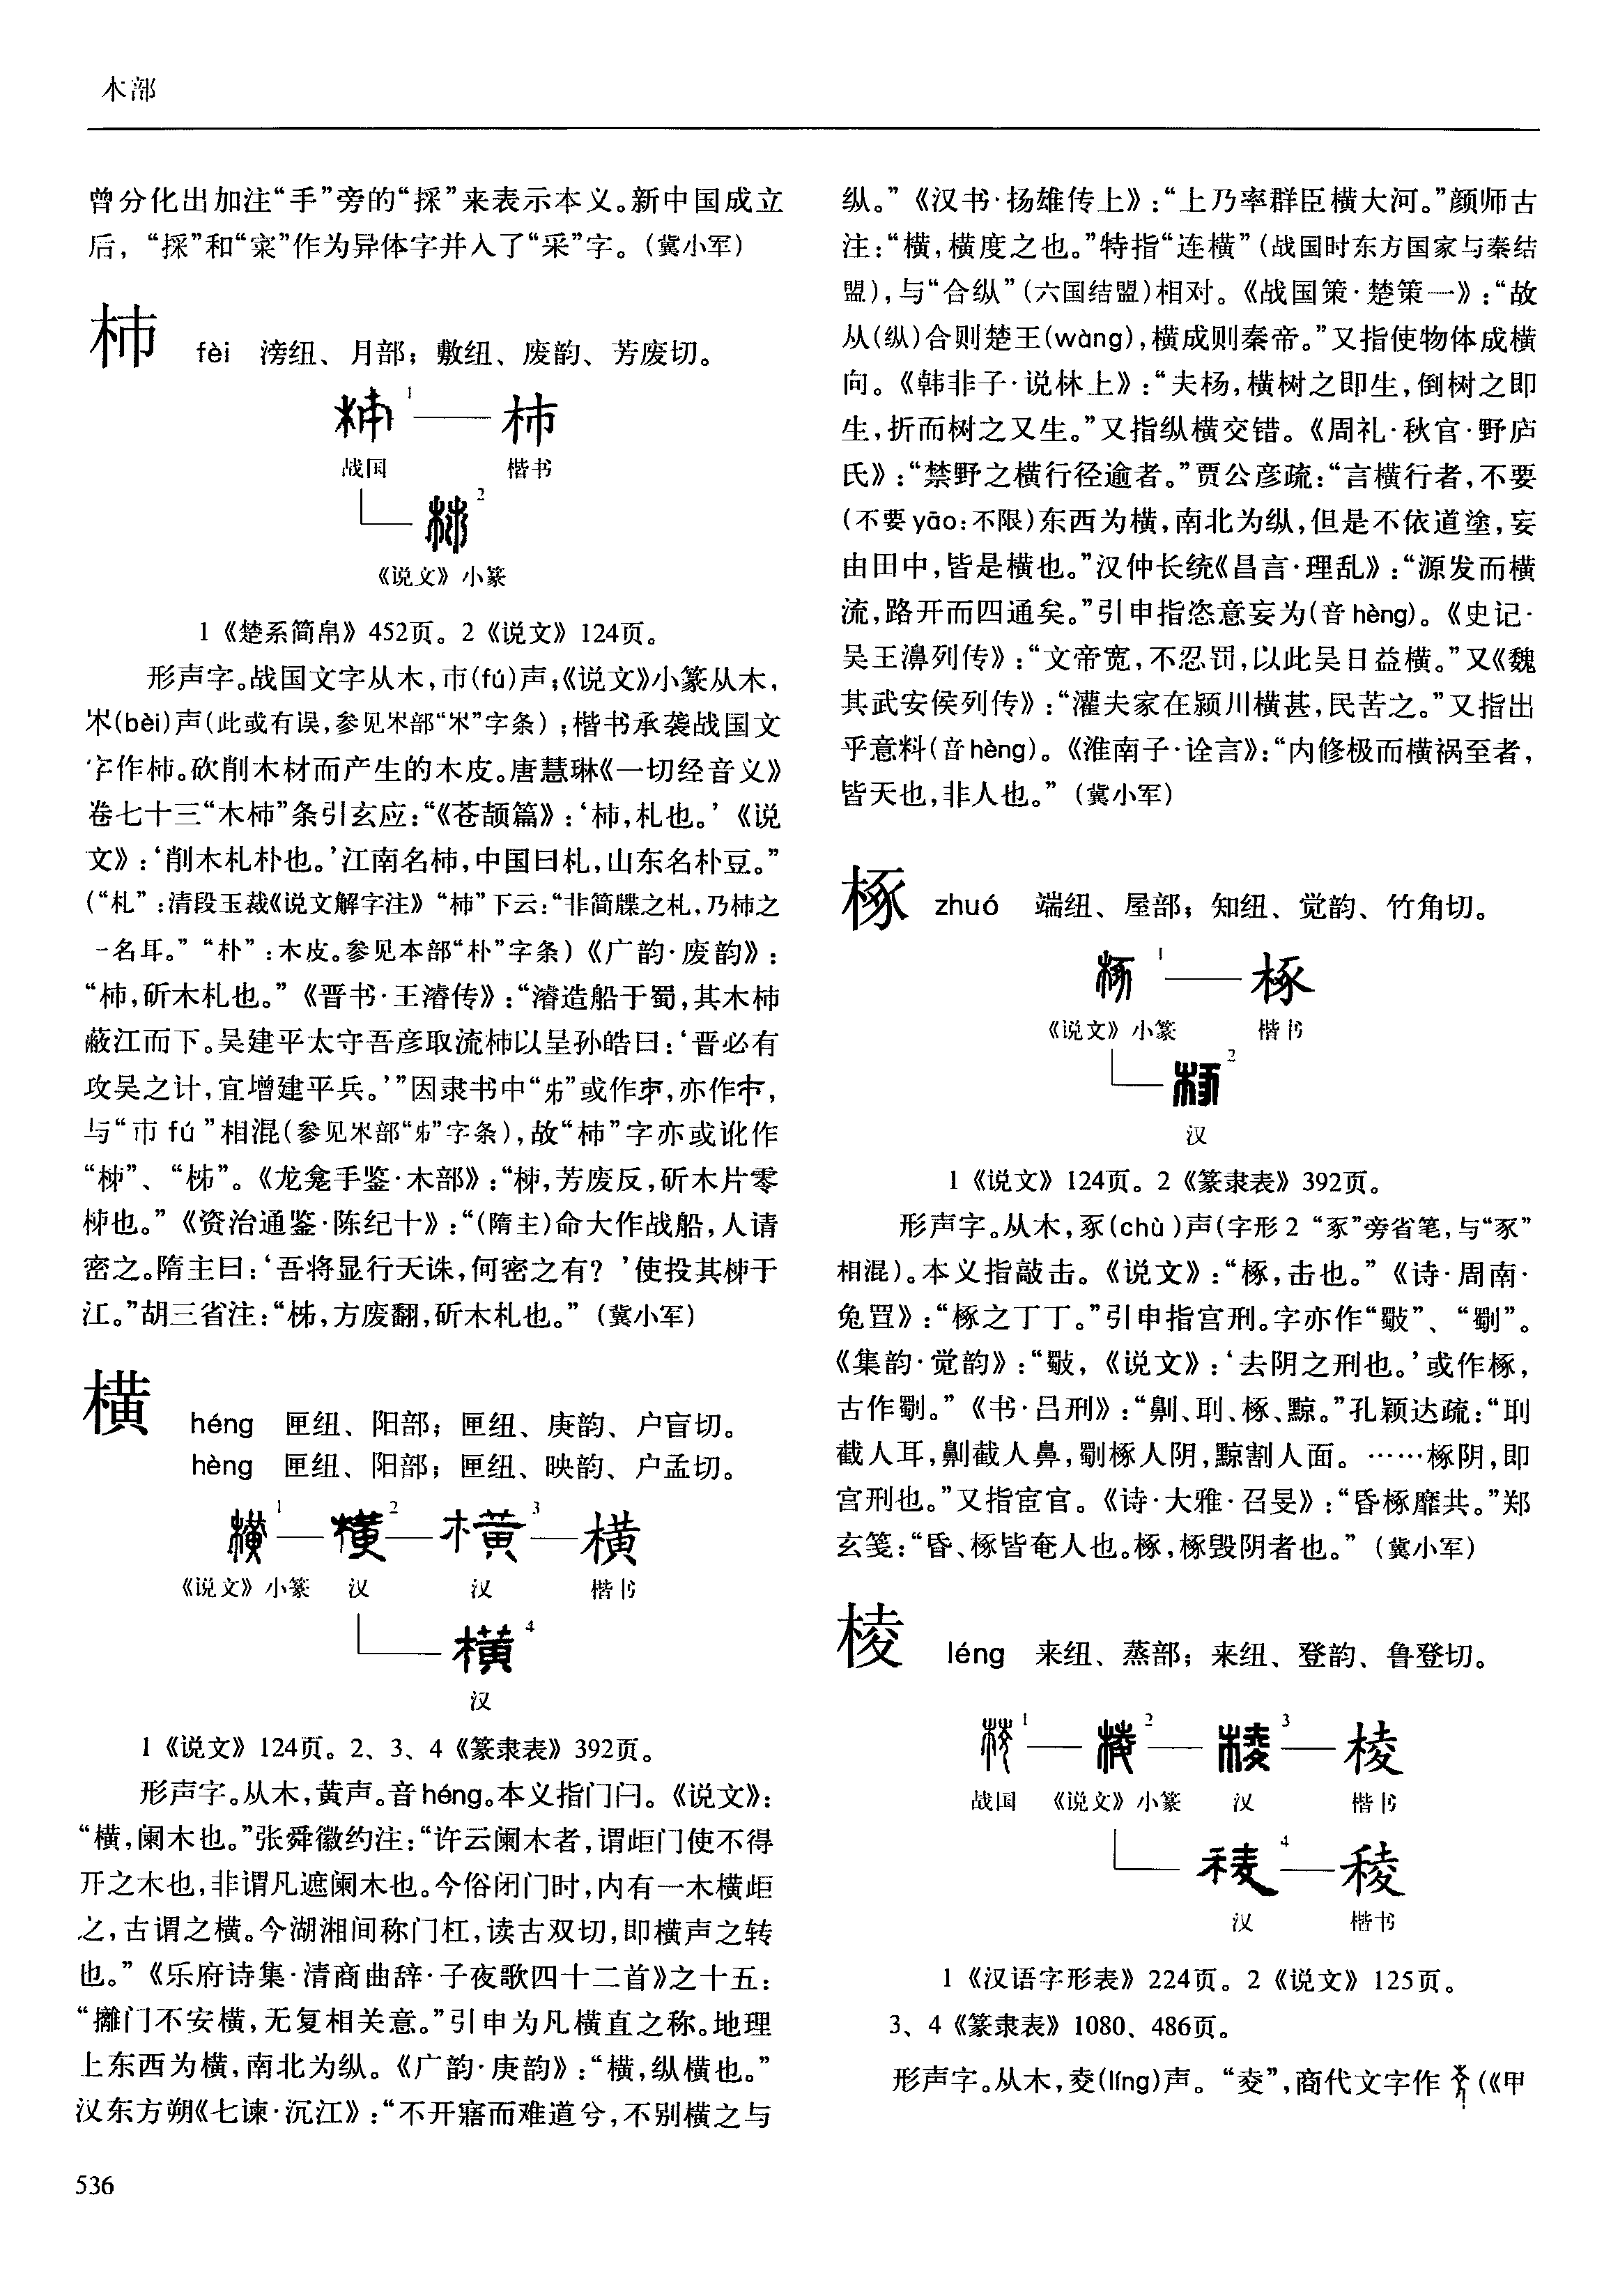 木部
曾分化出加注“手”旁的“採”来表示本义。新中国成立
后，“採”和“寀”作为异体字并入了“采”字。（冀小军）
杮
fèi 滂纽、月部；敷纽、废韵、芳废切。
1 杮
战国 楷书
2
《说文》小篆
1《楚系简帛》452页。2《说文》124页。
形声字。战国文字从木，巿(fú)声；《说文》小篆从木，
𣎵(bèi)声（此或有误，参见𣎵部“𣎵”字条）；楷书承袭战国文
字作杮。砍削木材而产生的木皮。唐慧琳《一切经音义》
卷七十三“木杮”条引玄应：“《苍颉篇》：‘杮，札也。’《说
文》：‘削木札朴也。’江南名杮，中国曰札，山东名朴豆。”
（“札”：清段玉裁《说文解字注》“杮”下云：“非简牒之札，乃杮之
一名耳。”“朴”：木皮。参见本部“朴”字条）《广韵·废韵》：
“杮，斫木札也。”《晋书·王濬传》：“濬造船于蜀，其木杮
蔽江而下。吴建平太守吾彦取流杮以呈孙皓曰：‘晋必有
攻吴之计，宜增建平兵。’”因隶书中“𠂔”或作，亦作，
与“巿 fú”相混（参见𣎵部“𠂔”字条），故“杮”字亦或讹作
“”、“柹”。《龙龛手鉴·木部》：“，芳废反，斫木片零
也。”《资治通鉴·陈纪十》：“（隋主）命大作战船，人请
密之。隋主曰：‘吾将显行天诛，何密之有？’使投其于
江。”胡三省注：“柹，方废翻，斫木札也。”（冀小军）
横
héng 匣纽、阳部；匣纽、庚韵、户盲切。
hèng 匣纽、阳部；匣纽、映韵、户孟切。
1 2 3 横
《说文》小篆 汉 汉 楷书
4
汉
1《说文》124页。2、3、4《篆隶表》392页。
形声字。从木，黄声。音héng。本义指门闩。《说文》：
“横，阑木也。”张舜徽约注：“许云阑木者，谓歫门使不得
开之木也，非谓凡遮阑木也。今俗闭门时，内有一木横歫
之，古谓之横。今湖湘间称门杠，读古双切，即横声之转
也。”《乐府诗集·清商曲辞·子夜歌四十二首》之十五：
“攡门不安横，无复相关意。”引申为凡横直之称。地理
上东西为横，南北为纵。《广韵·庚韵》：“横，纵横也。”
汉东方朔《七谏·沉江》：“不开寤而难道兮，不别横之与
纵。”《汉书·扬雄传上》：“上乃率群臣横大河。”颜师古
注：“横，横度之也。”特指“连横”（战国时东方国家与秦结
盟），与“合纵”（六国结盟）相对。《战国策·楚策一》：“故
从（纵）合则楚王(wàng)，横成则秦帝。”又指使物体成横
向。《韩非子·说林上》：“夫杨，横树之即生，倒树之即
生，折而树之又生。”又指纵横交错。《周礼·秋官·野庐
氏》：“禁野之横行径逾者。”贾公彦疏：“言横行者，不要
（不要yāo：不限）东西为横，南北为纵，但是不依道塗，妄
由田中，皆是横也。”汉仲长统《昌言·理乱》：“源发而横
流，路开而四通矣。”引申指恣意妄为（音hèng）。《史记·
吴王濞列传》：“文帝宽，不忍罚，以此吴日益横。”又《魏
其武安侯列传》：“灌夫家在颍川横甚，民苦之。”又指出
乎意料（音hèng）。《淮南子·诠言》：“内修极而横祸至者，
皆天也，非人也。”（冀小军）
椓
zhuó 端纽、屋部；知纽、觉韵、竹角切。
1 椓
《说文》小篆 楷书
2
汉
1《说文》124页。2《篆隶表》392页。
形声字。从木，豖(chù)声（字形2“豖”旁省笔，与“豕”
相混）。本义指敲击。《说文》：“椓，击也。”《诗·周南·
兔罝》：“椓之丁丁。”引申指宫刑。字亦作“斀”、“劅”。
《集韵·觉韵》：“斀，《说文》：‘去阴之刑也。’或作椓，
古作劅。”《书·吕刑》：“劓、刵、椓、黥。”孔颖达疏：“刵
截人耳，劓截人鼻，劅椓人阴，黥割人面。……椓阴，即
宫刑也。”又指宦官。《诗·大雅·召旻》：“昏椓靡共。”郑
玄笺：“昏、椓皆奄人也。椓，椓毁阴者也。”（冀小军）
棱
léng 来纽、蒸部；来纽、登韵、鲁登切。
1 2 3 棱
战国 《说文》小篆 汉 楷书
4 稜
汉 楷书
1《汉语字形表》224页。2《说文》125页。
3、4《篆隶表》1080、486页。
形声字。从木，夌(líng)声。“夌”，商代文字作（《甲
536